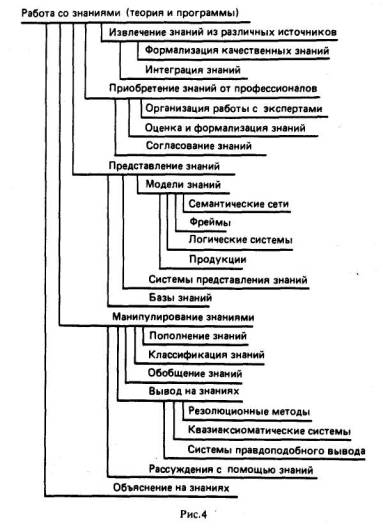 Работа со знаниями (теория и программы)
Извлечение знаний из различных источников
Формализация качественных знаний
Интеграция знаний
Приобретение знаний от профессионалов
Организация работы с экспертами
Оценка и формализация знаний
Согласование знаний
Представление знаний
Модели знаний
Семантические сети
Фреймы
Логические системы
Продукции
Системы представления знаний
Базы знаний
Манипулирование знаниями
Пополнение знаний
Классификация знаний
Обобщение знаний
Вывод на знаниях
Резолюционные методы
Квазиаксиоматические системы
Системы правдоподобного вывода
Рассуждения с помощью знаний
Объяснение на знаниях
Рис.4